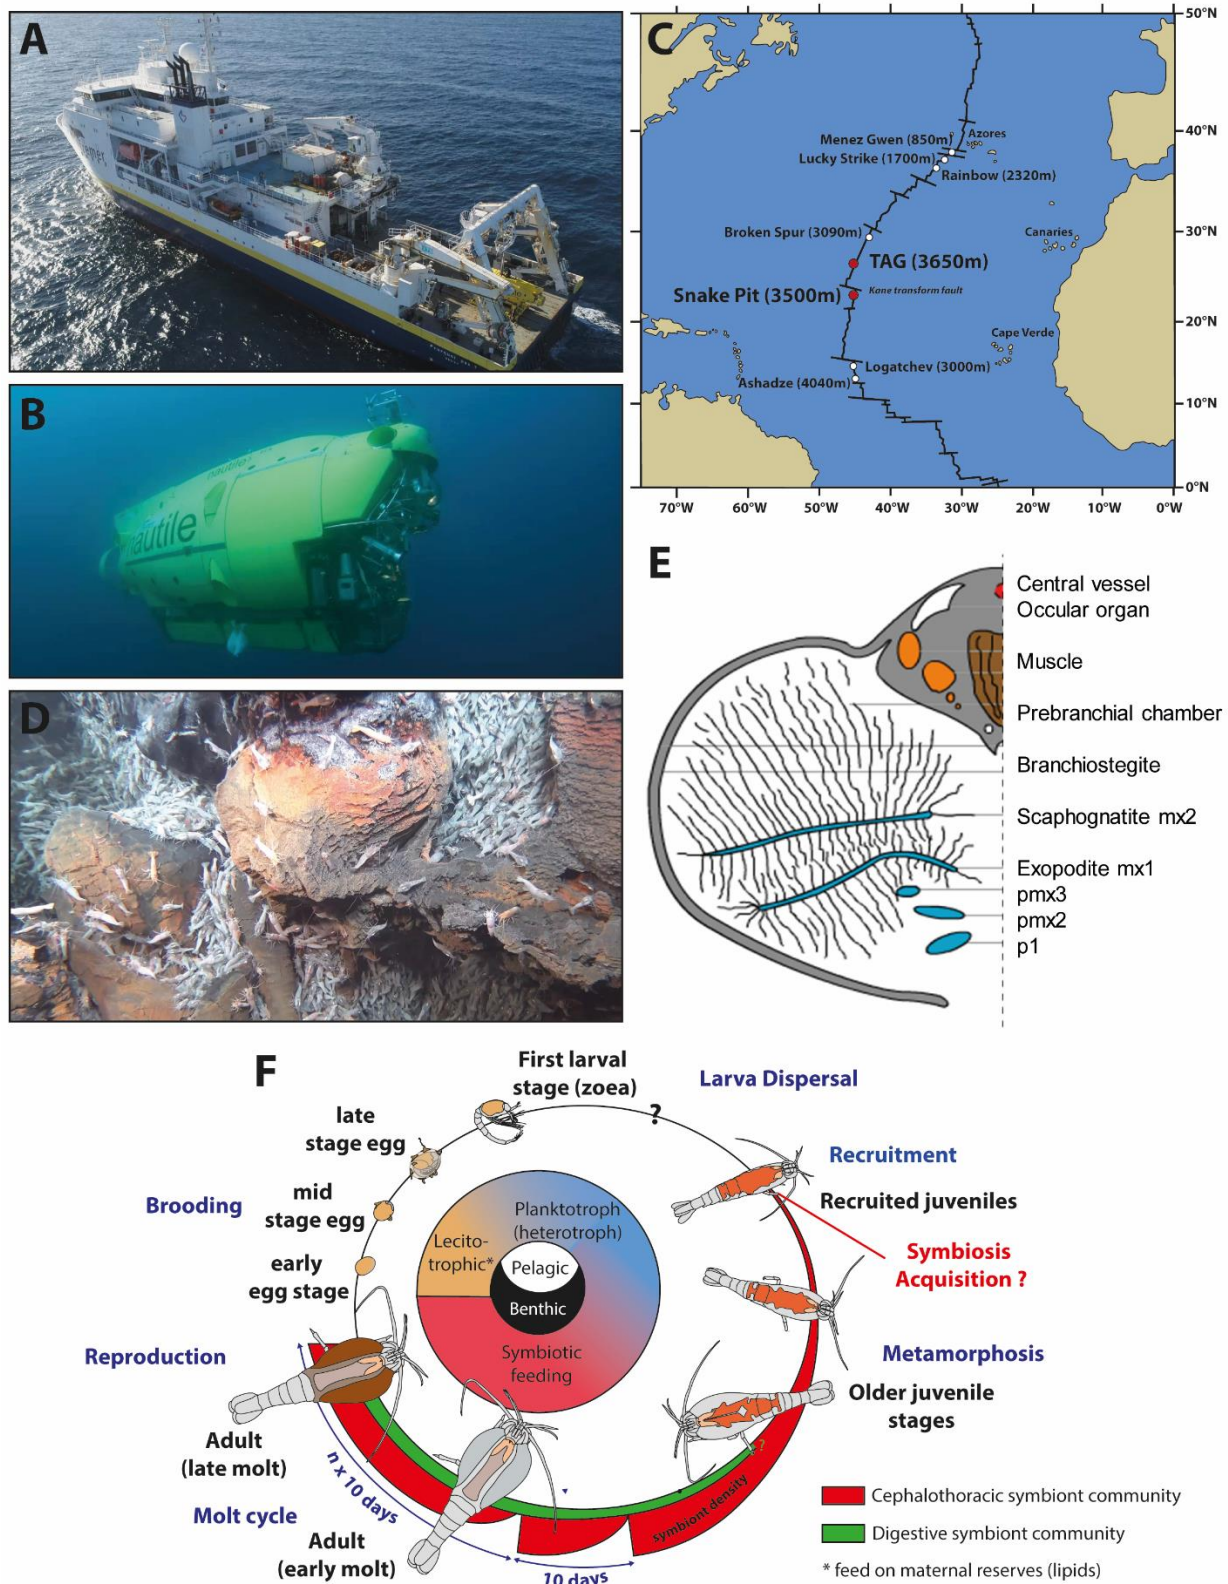 A
B
nautile
D
C
50°N
40°N
30°N
20°N
10°N
0°N
70°W
60°W
50°W
40°W
30°W
20°W
10°W
0°W
Menez Gwen (850m)
Azores
Lucky Strike (1700m)
Rainbow (2320m)
Broken Spur (3090m)
Canaries
TAG (3650m)
Kane transform fault
Snake Pit (3500m)
Cape Verde
Logatchev (3000m)
Ashadze (4040m)
E
Central vessel
Occular organ
Muscle
Prebranchial chamber
Branchiostegite
Scaphognatite mx2
Exopodite mx1
pmx3
pmx2
p1
F
First larval
stage (zoea)
?
Larva Dispersal
late
stage egg
Brooding
mid
stage egg
early
egg stage
Recruitment
Recruited juveniles
Symbiosis
Acquisition ?
Metamorphosis
Older juvenile
stages
Planktotroph
(heterotroph)
Lecito-
trophic*
Pelagic
Benthic
Symbiotic
feeding
Reproduction
Adult
(late molt)
n x 10 days
Molt cycle
Adult
(early molt)
10 days
symbiont density
?
Cephalothoracic symbiont community
Digestive symbiont community
* feed on maternal reserves (lipids)